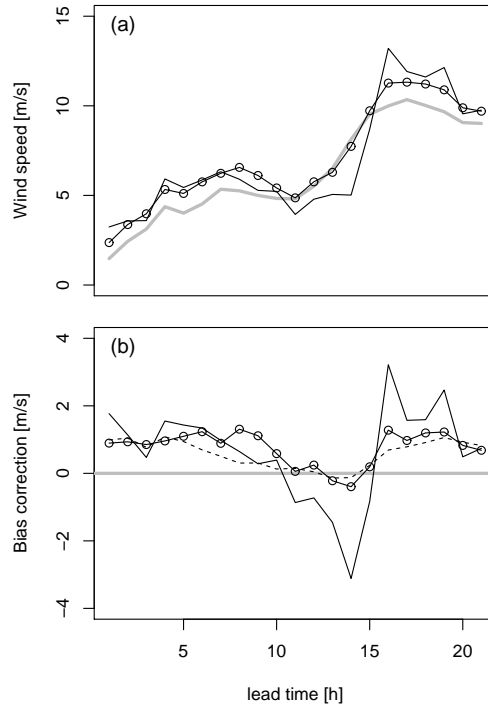 (a)
Wind speed [m/s]
15
10
5
0
(b)
Bias correction [m/s]
4
2
0
−2
−4
5 10 15 20
lead time [h]